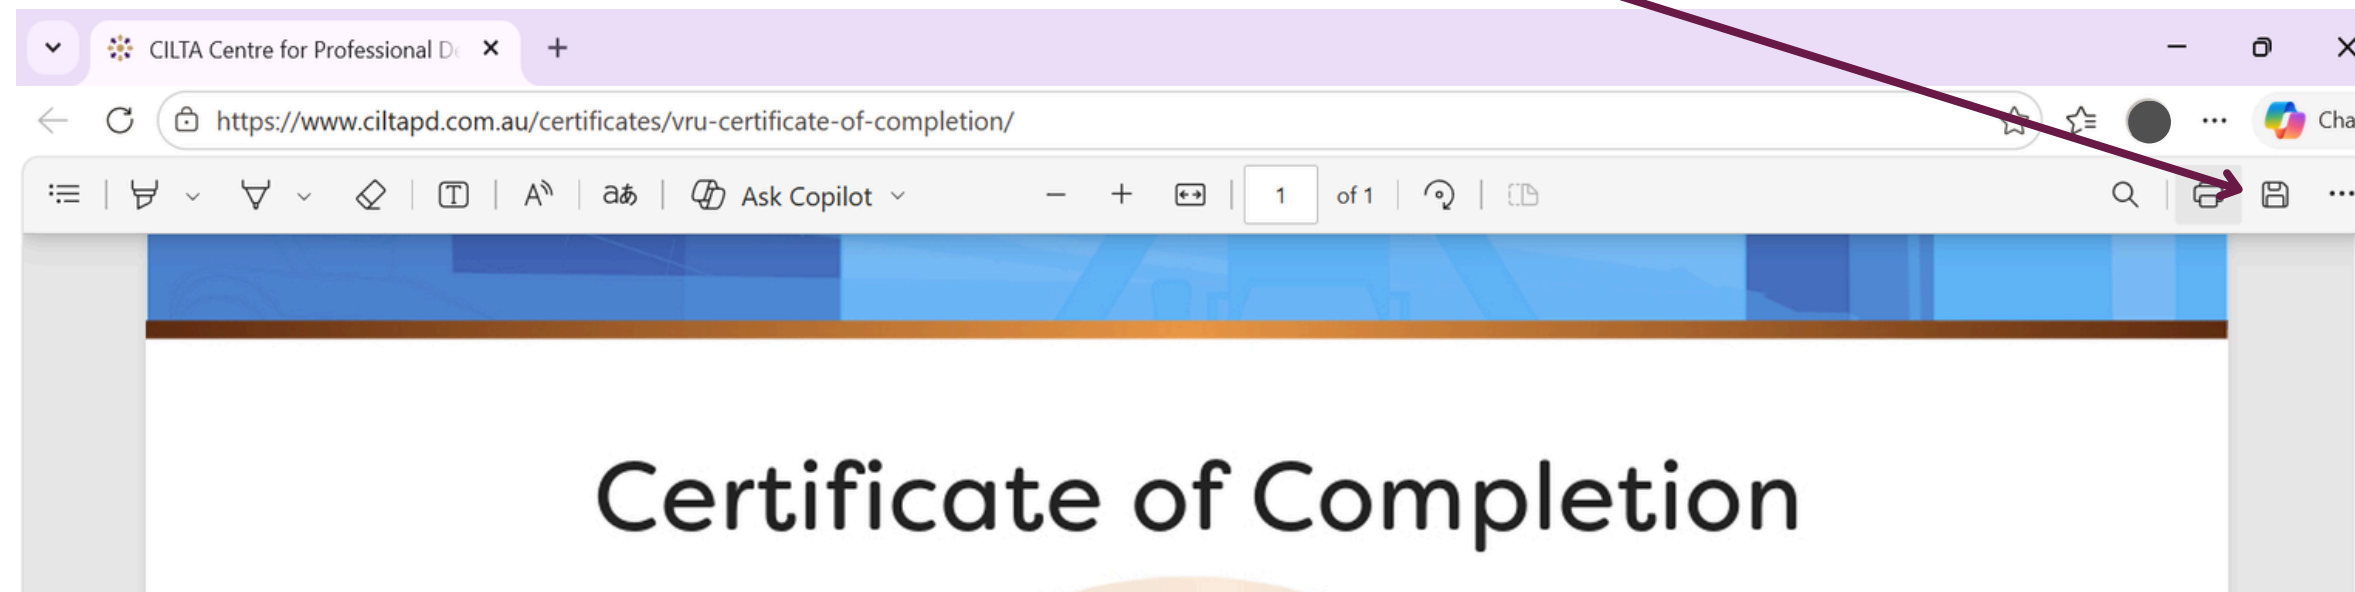 CILTA Centre for Professional De
https://www.ciltapd.com.au/certificates/vru-certificate-of-completion/
Cha
T A aあ Ask Copilot 1 of 1
Certificate of Completion